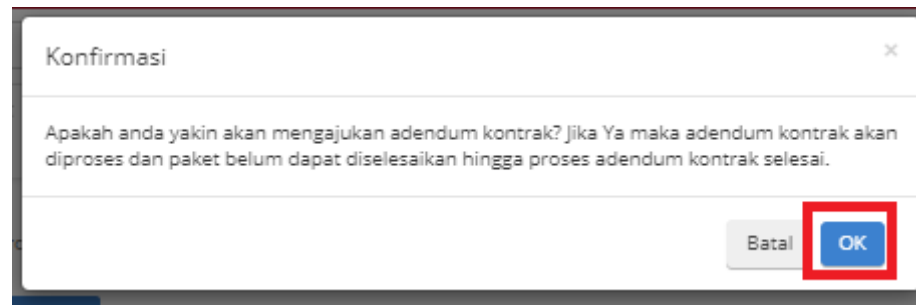 Konfirmasi ×
Apakah anda yakin akan mengajukan adendum kontrak? Jika Ya maka adendum kontrak akan
diproses dan paket belum dapat diselesaikan hingga proses adendum kontrak selesai.
Batal OK